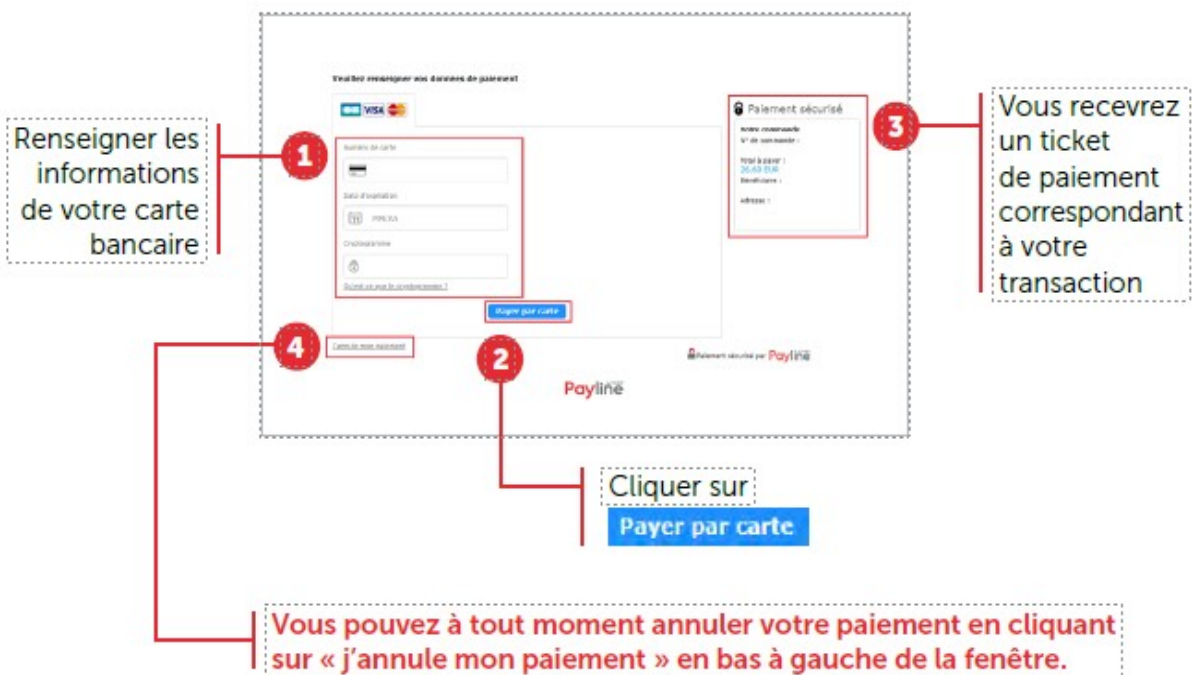 Veuillez renseigner vos données de paiement
CB VISA
Paiement sécurisé
Votre commande
N° de commande :
Total à payer :
26,60 EUR
Bénéficiaire :
Adresse :
Numéro de carte
Date d'expiration
MM/AA
Cryptogramme
Qu'est ce que le cryptogramme ?
Payer par carte
J'annule mon paiement
Paiement sécurisé par Payline
Payline
1
2
3
4
Renseigner les
informations
de votre carte
bancaire
Vous recevrez
un ticket
de paiement
correspondant
à votre
transaction
Cliquer sur
Payer par carte
Vous pouvez à tout moment annuler votre paiement en cliquant
sur « j'annule mon paiement » en bas à gauche de la fenêtre.